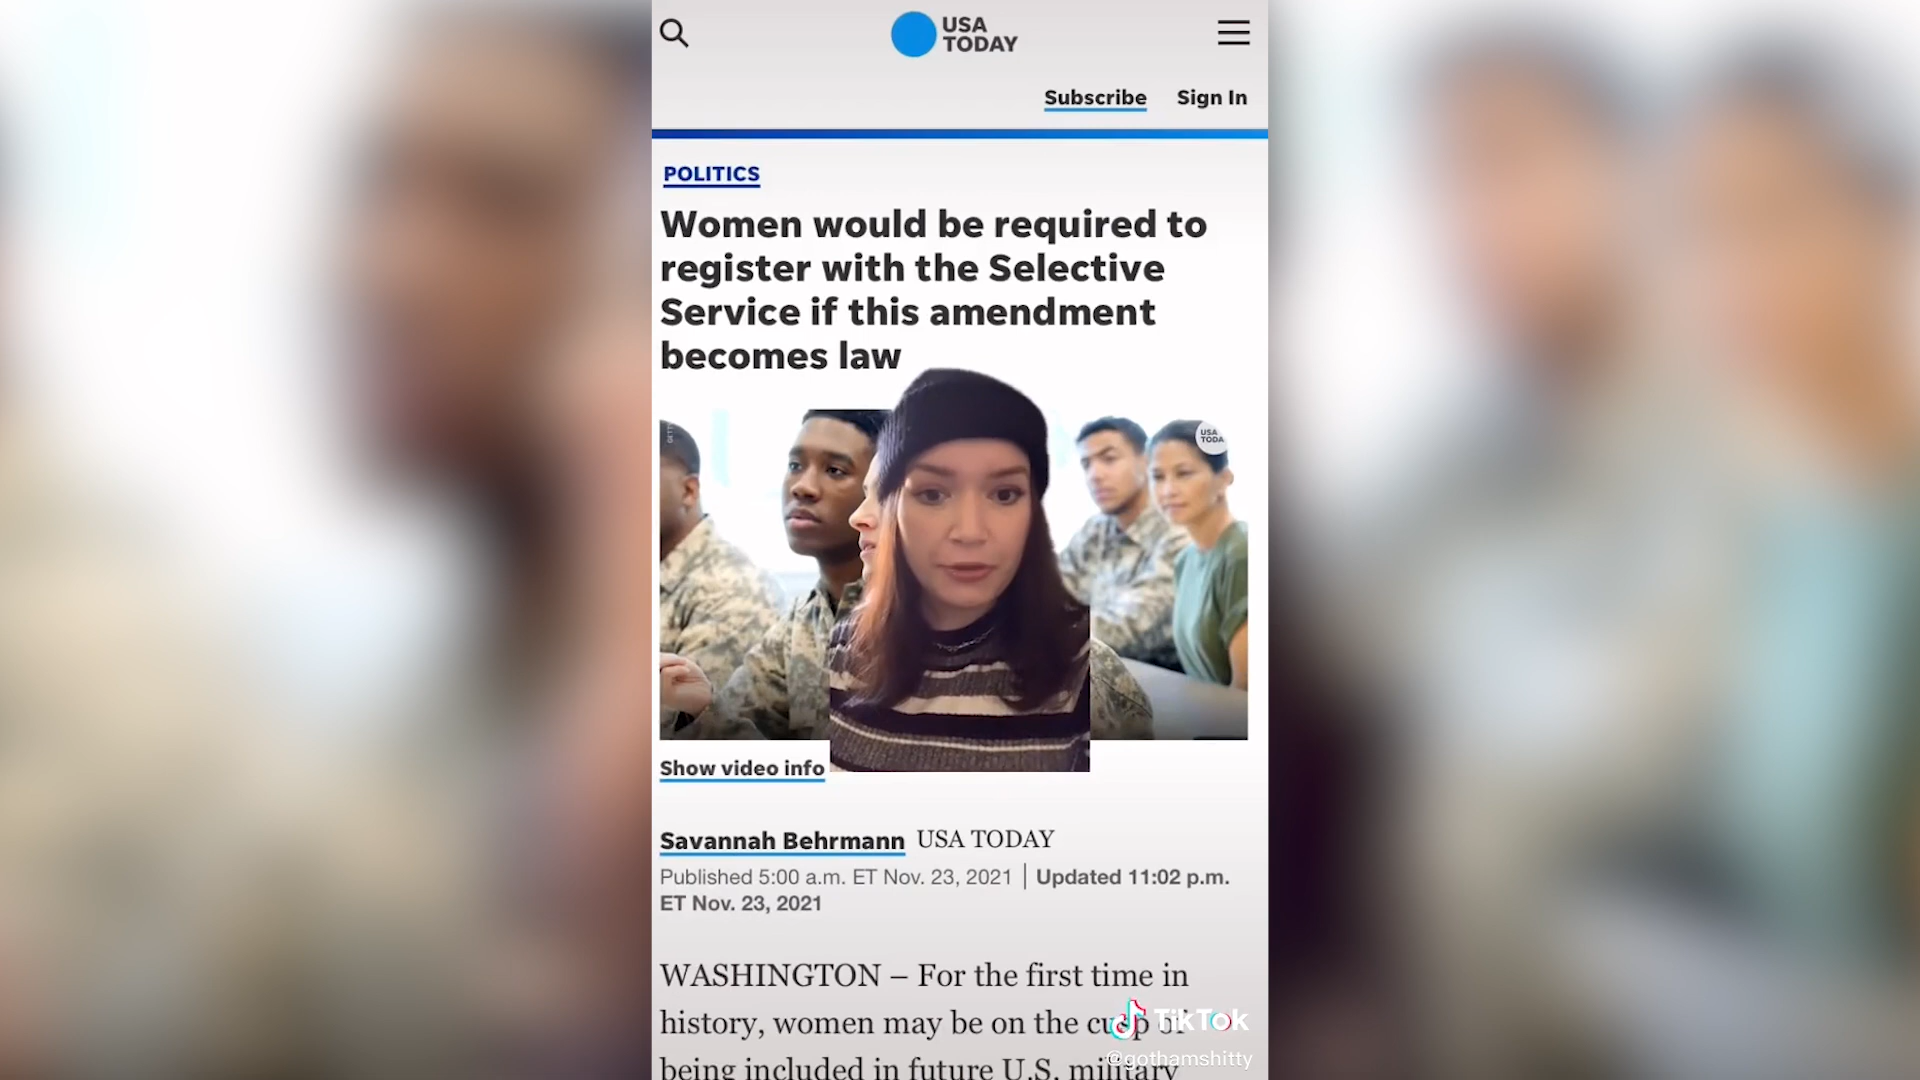 USA
TODAY
Subscribe Sign In
POLITICS
Women would be required to
register with the Selective
Service if this amendment
becomes law
USA
TODA
Show video info
Savannah Behrmann USA TODAY
Published 5:00 a.m. ET Nov. 23, 2021 | Updated 11:02 p.m.
ET Nov. 23, 2021
WASHINGTON – For the first time in
history, women may be on the cusp of
being included in future U.S. military
TikTok
@gothamshitty